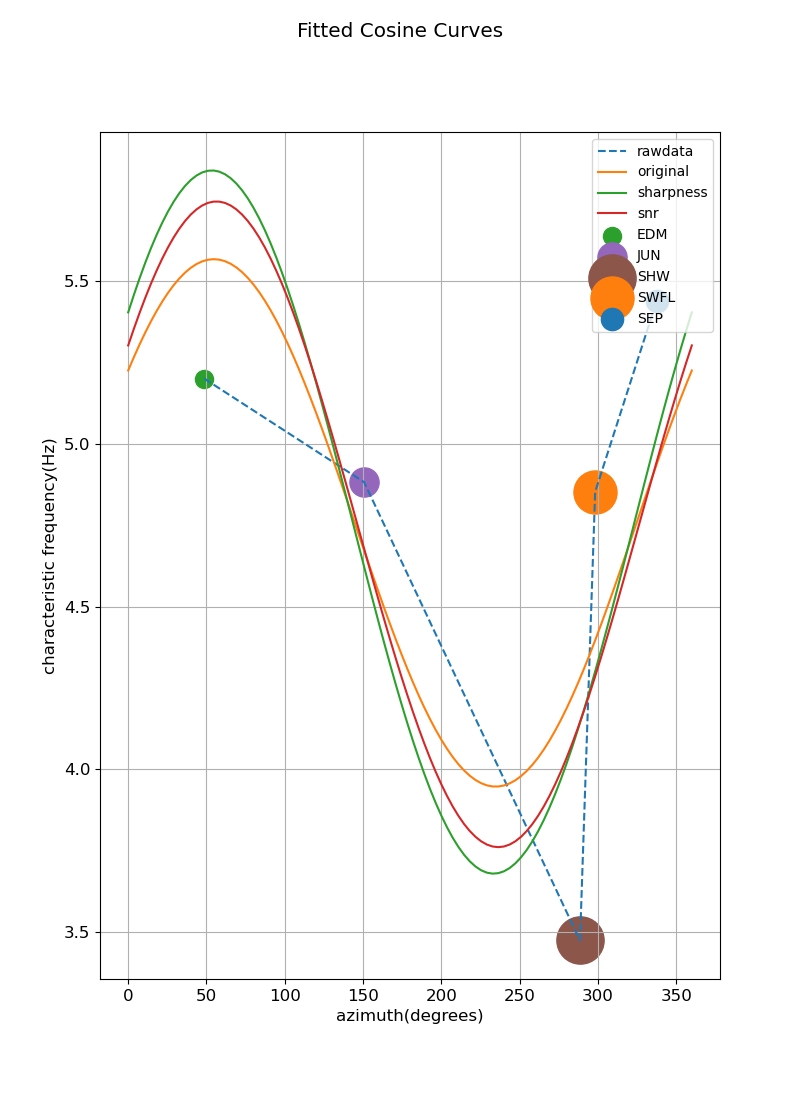 Fitted Cosine Curves
rawdata
original
sharpness
snr
EDM
JUN
SHW
SWFL
SEP
5.5
5.0
4.5
4.0
3.5
characteristic frequency(Hz)
0 50 100 150 200 250 300 350
azimuth(degrees)